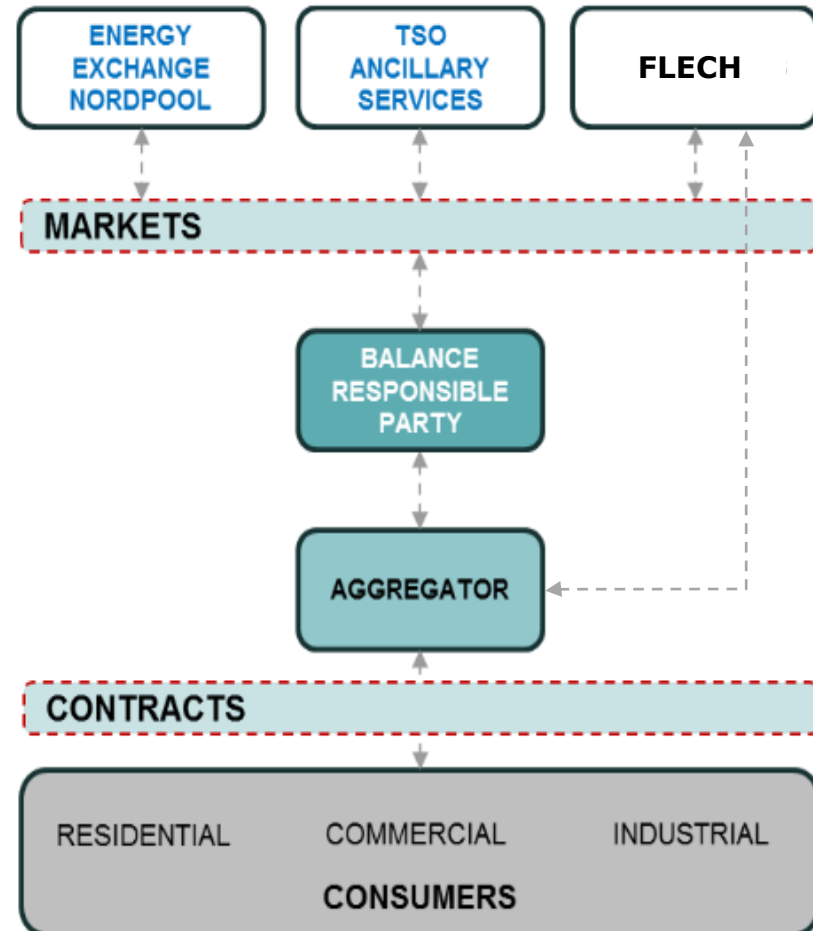 ENERGY
EXCHANGE
NORDPOOL
TSO
ANCILLARY
SERVICES
FLECH
MARKETS
BALANCE
RESPONSIBLE
PARTY
AGGREGATOR
CONTRACTS
RESIDENTIAL COMMERCIAL INDUSTRIAL
CONSUMERS